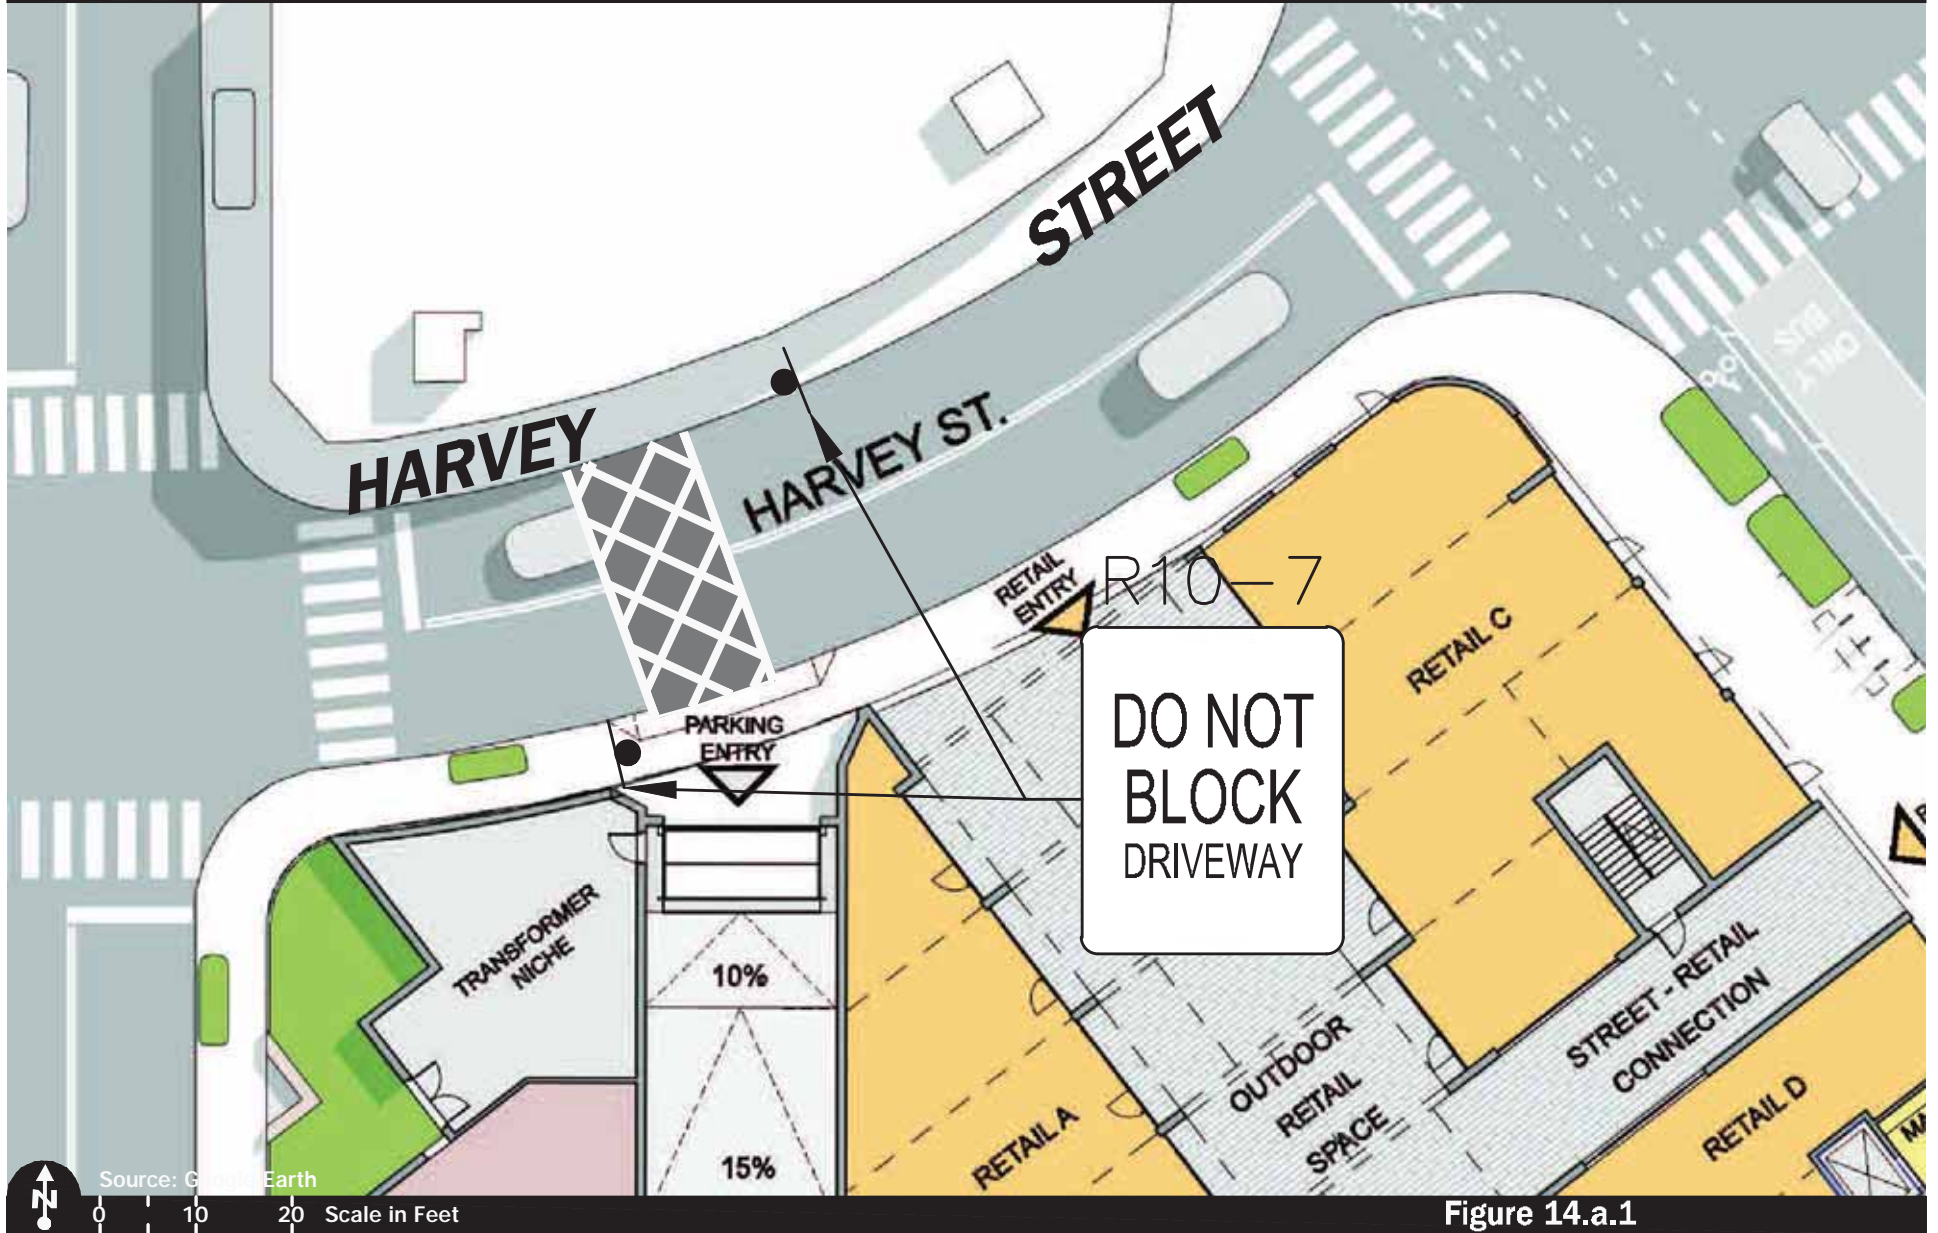 STREET
HARVEY
HARVEY ST.
ONLY
BUS
RETAIL
ENTRY
R10-7
DO NOT
BLOCK
DRIVEWAY
RETAIL C
PARKING
ENTRY
TRANSFORMER
NICHE
10%
15%
RETAIL A
OUTDOOR
RETAIL
SPACE
STREET - RETAIL
CONNECTION
RETAIL D
Source: Google Earth
N
0 10 20 Scale in Feet
Figure 14.a.1